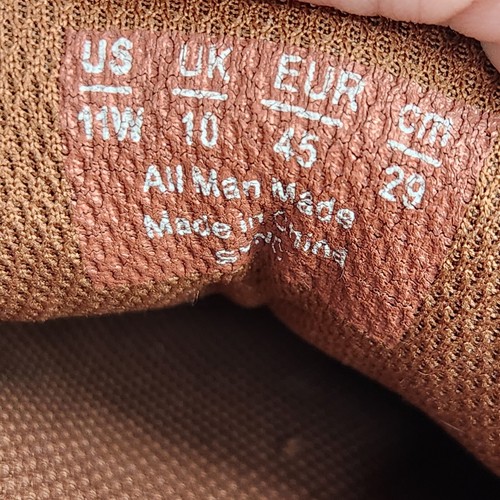 US UK EUR cm
11W 10 45 29
All Man Made
Made in China